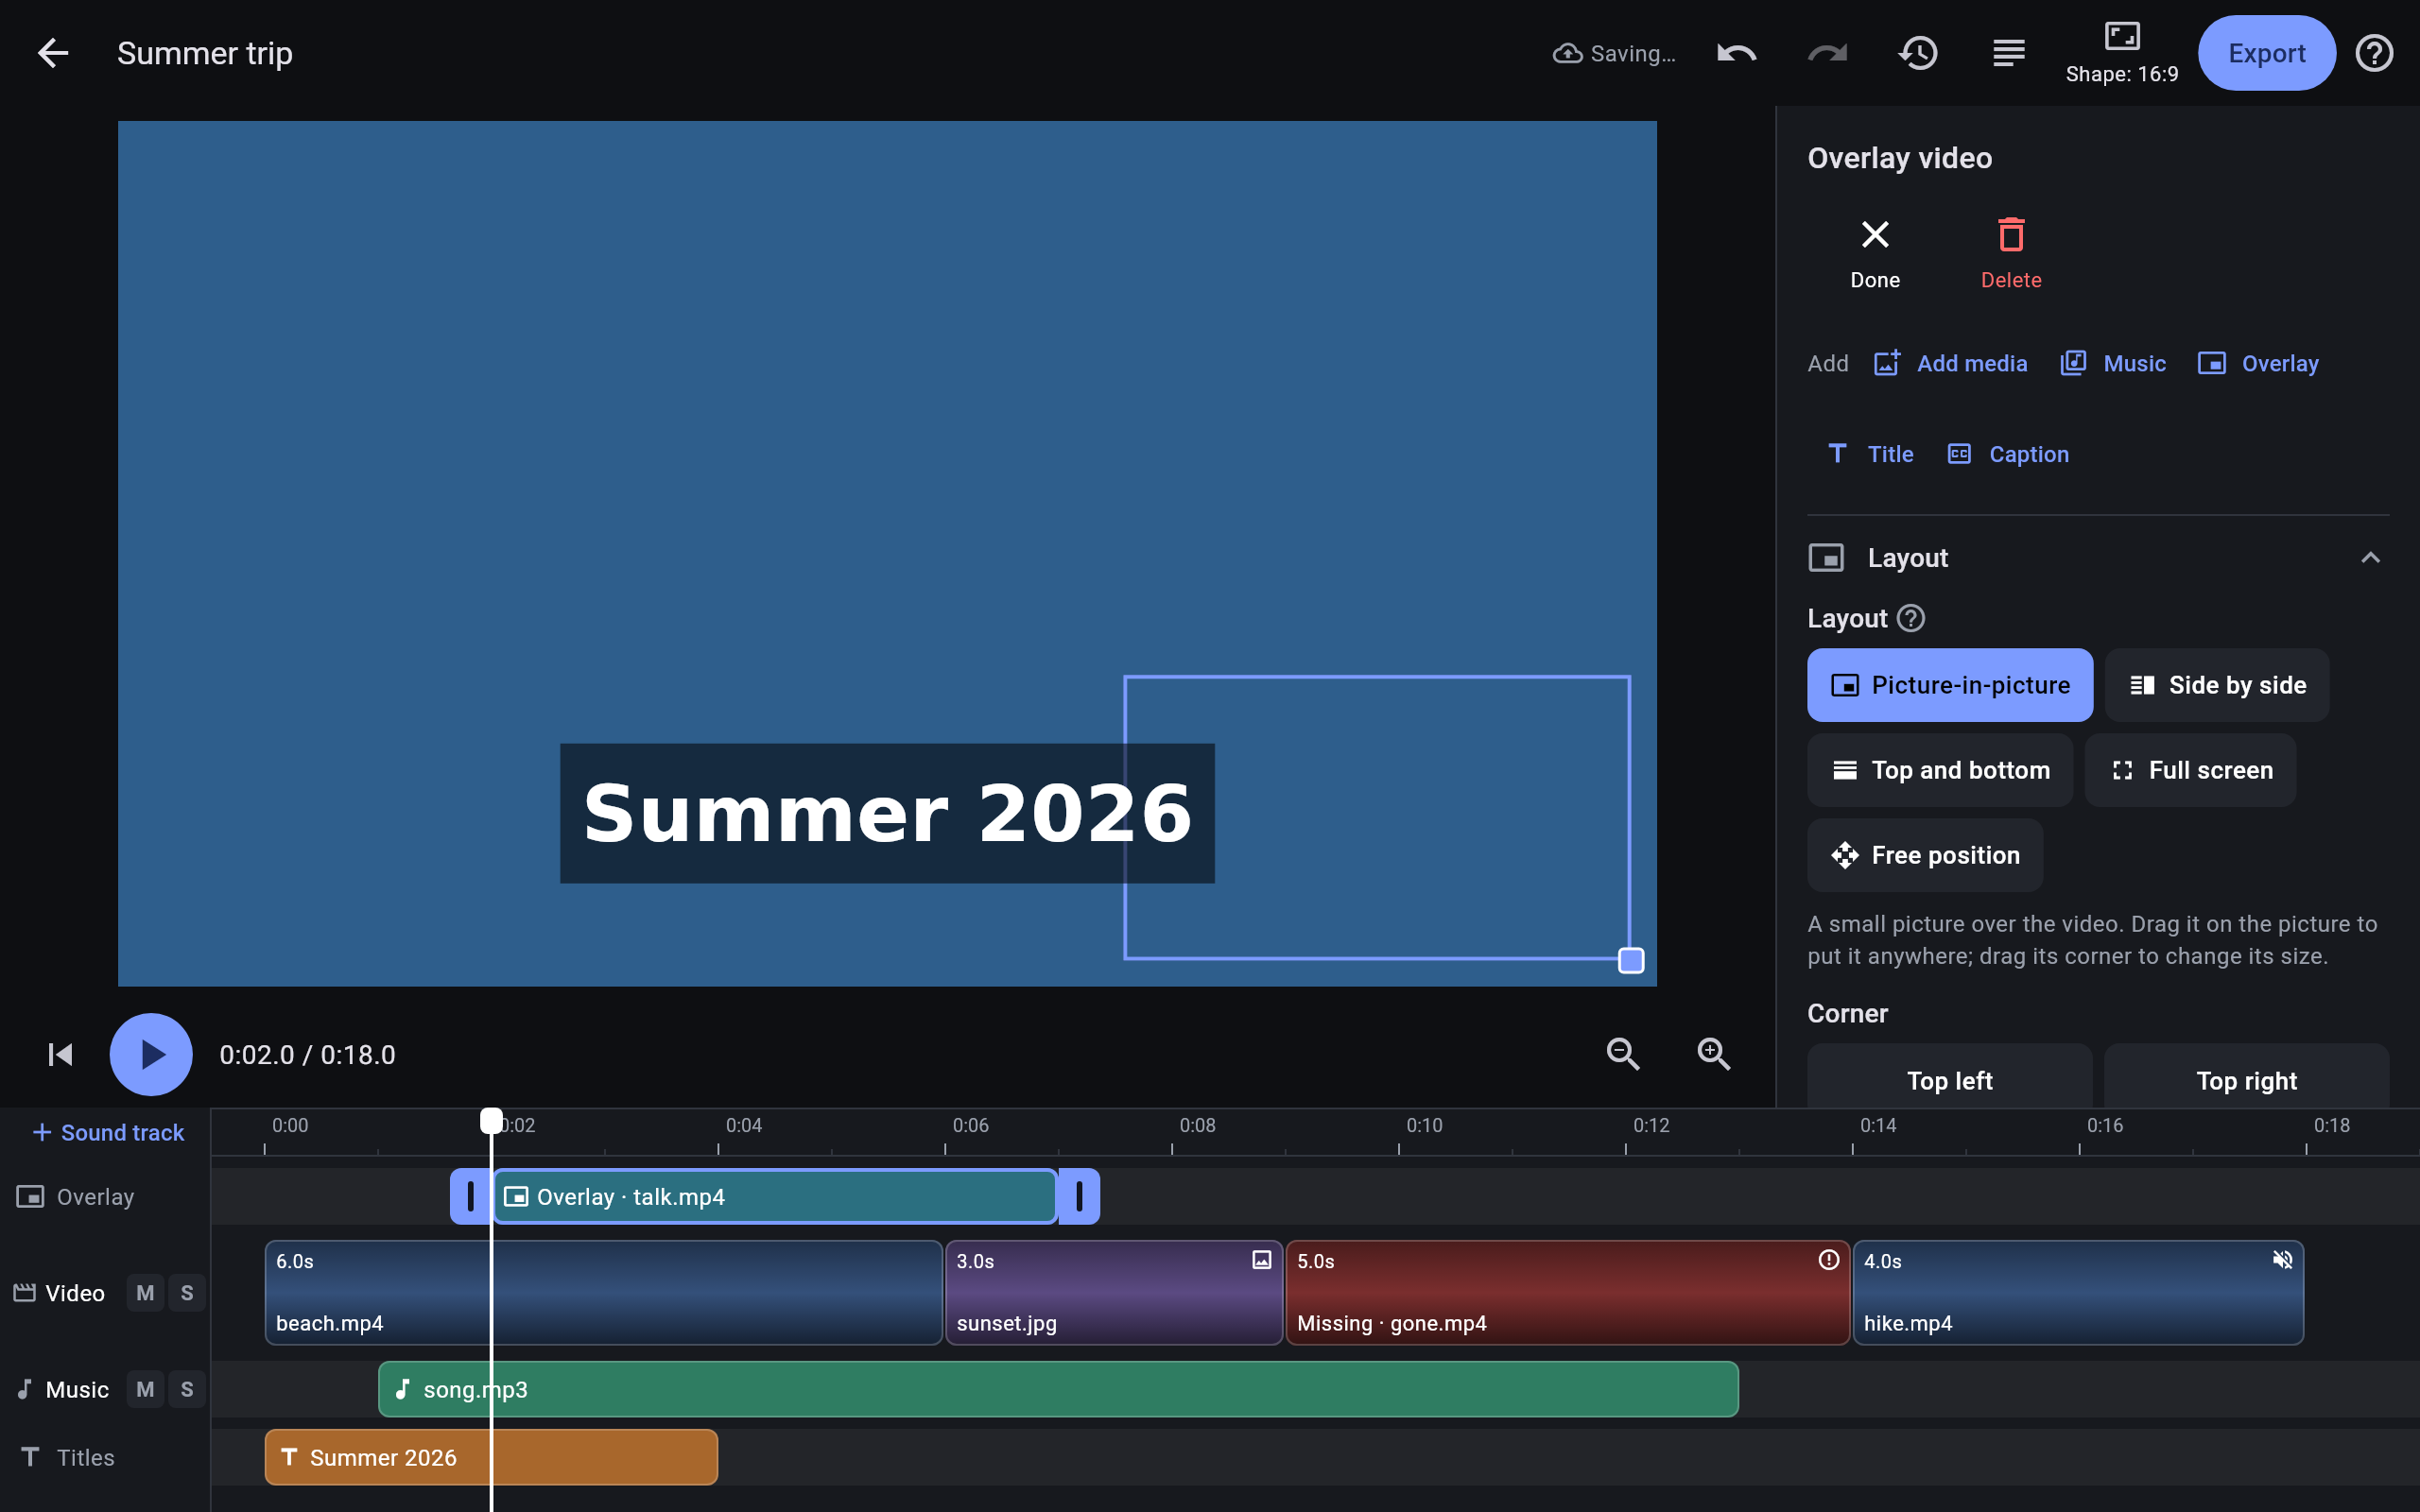 Summer trip
Saving…
Shape: 16:9
Export
Overlay video
Done
Delete
Add
Add media
Music
Overlay
Title
Caption
Layout
Layout
Picture-in-picture
Side by side
Top and bottom
Full screen
Free position
A small picture over the video. Drag it on the picture to
put it anywhere; drag its corner to change its size.
Corner
Top left
Top right
Summer 2026
0:02.0 / 0:18.0
Sound track
0:00
0:02
0:04
0:06
0:08
0:10
0:12
0:14
0:16
0:18
Overlay
Overlay · talk.mp4
Video
M
S
6.0s
beach.mp4
3.0s
sunset.jpg
5.0s
Missing · gone.mp4
4.0s
hike.mp4
Music
M
S
song.mp3
Titles
Summer 2026